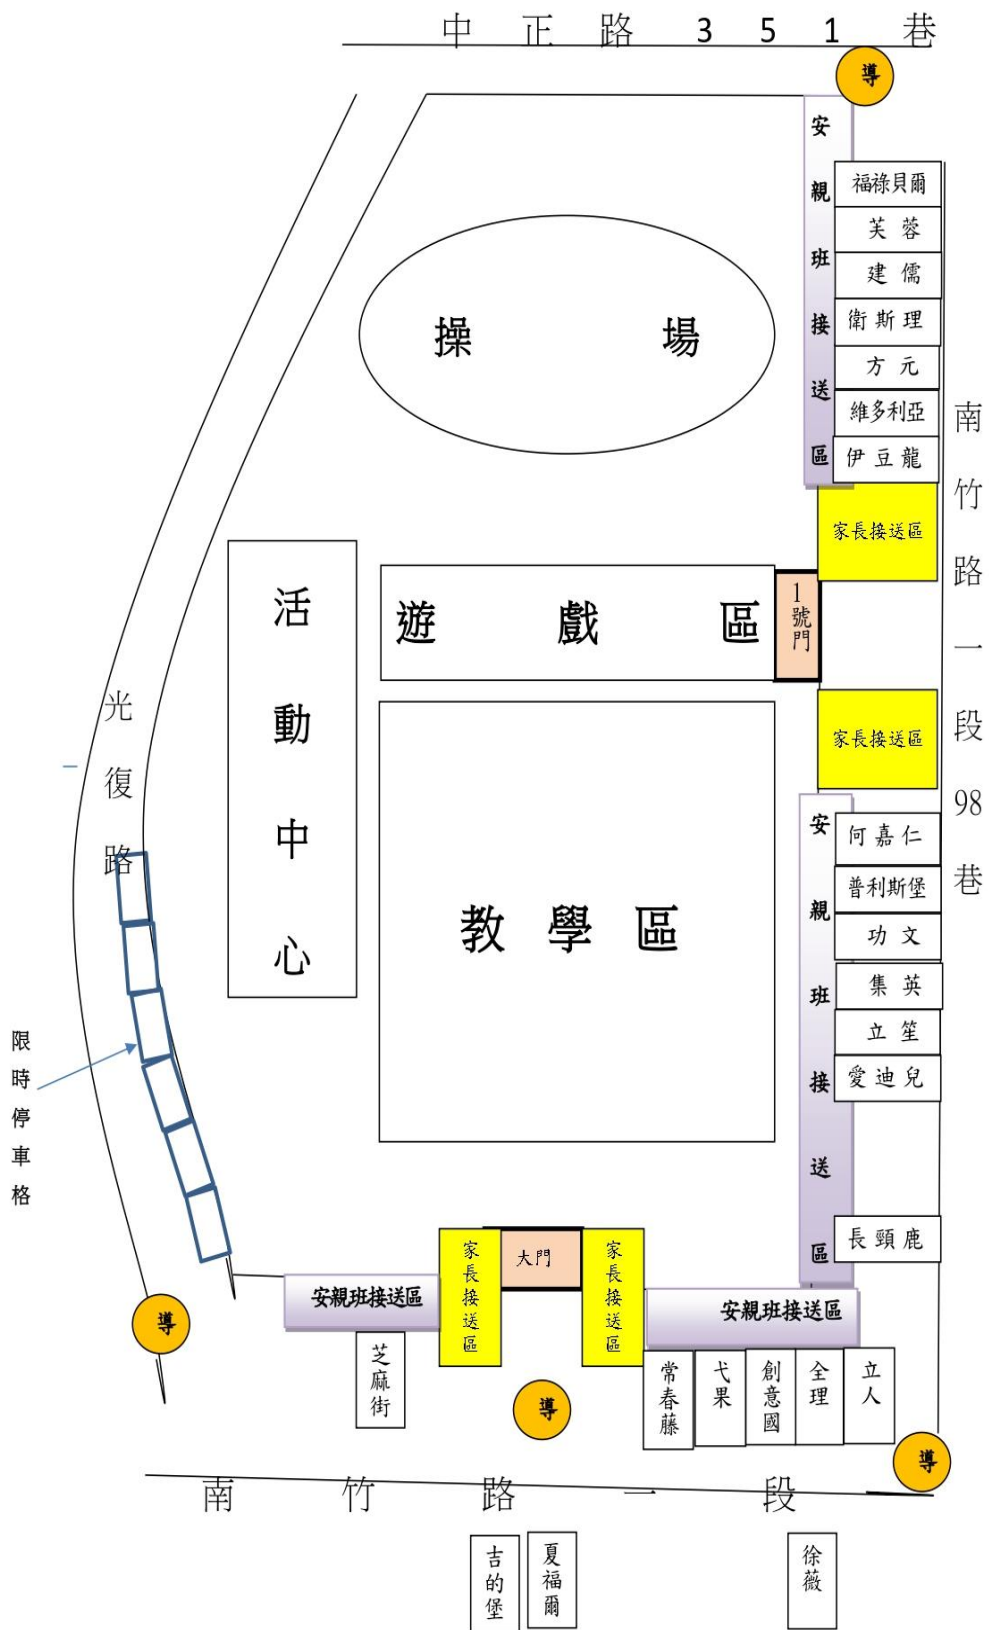 中正路351巷
導
安親班接送區
福祿貝爾
芙蓉
建儒
衛斯理
方元
維多利亞
伊豆龍
操場
南竹路一段98巷
家長接送區
1號門
遊戲區
活動中心
光復路
家長接送區
教學區
安親班接送區
何嘉仁
普利斯堡
功文
集英
立笙
愛迪兒
長頸鹿
限時停車格
家長接送區
大門
家長接送區
安親班接送區
安親班接送區
導
芝麻街
導
常春藤
弋果
創意國
全理
立人
導
南竹路一段
吉的堡
夏福爾
徐薇